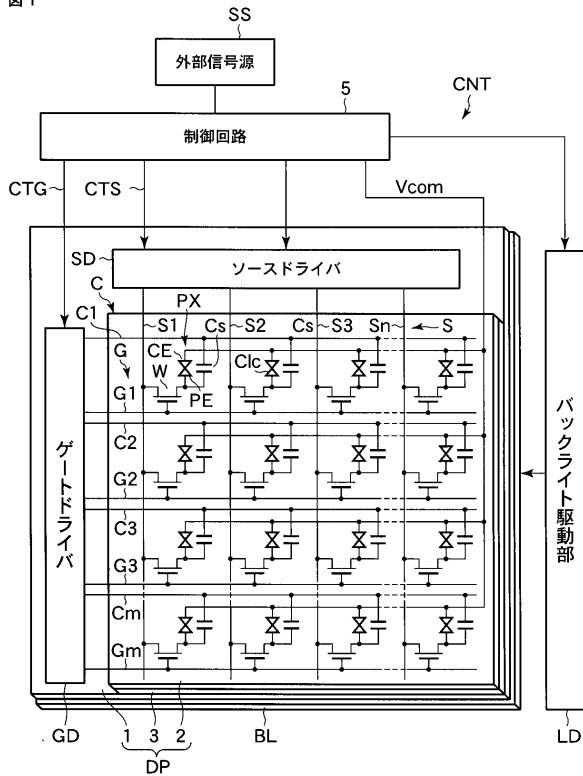 図1
SS
外部信号源
5
CNT
制御回路
CTG
CTS
Vcom
SD
ソースドライバ
C
S1
PX
Cs
S2
Cs
S3
Sn
S
C1
G
CE
Clc
W
PE
G1
C2
G2
C3
G3
Cm
Gm
ゲートドライバ
バックライト駆動部
GD
1
3
2
BL
LD
DP